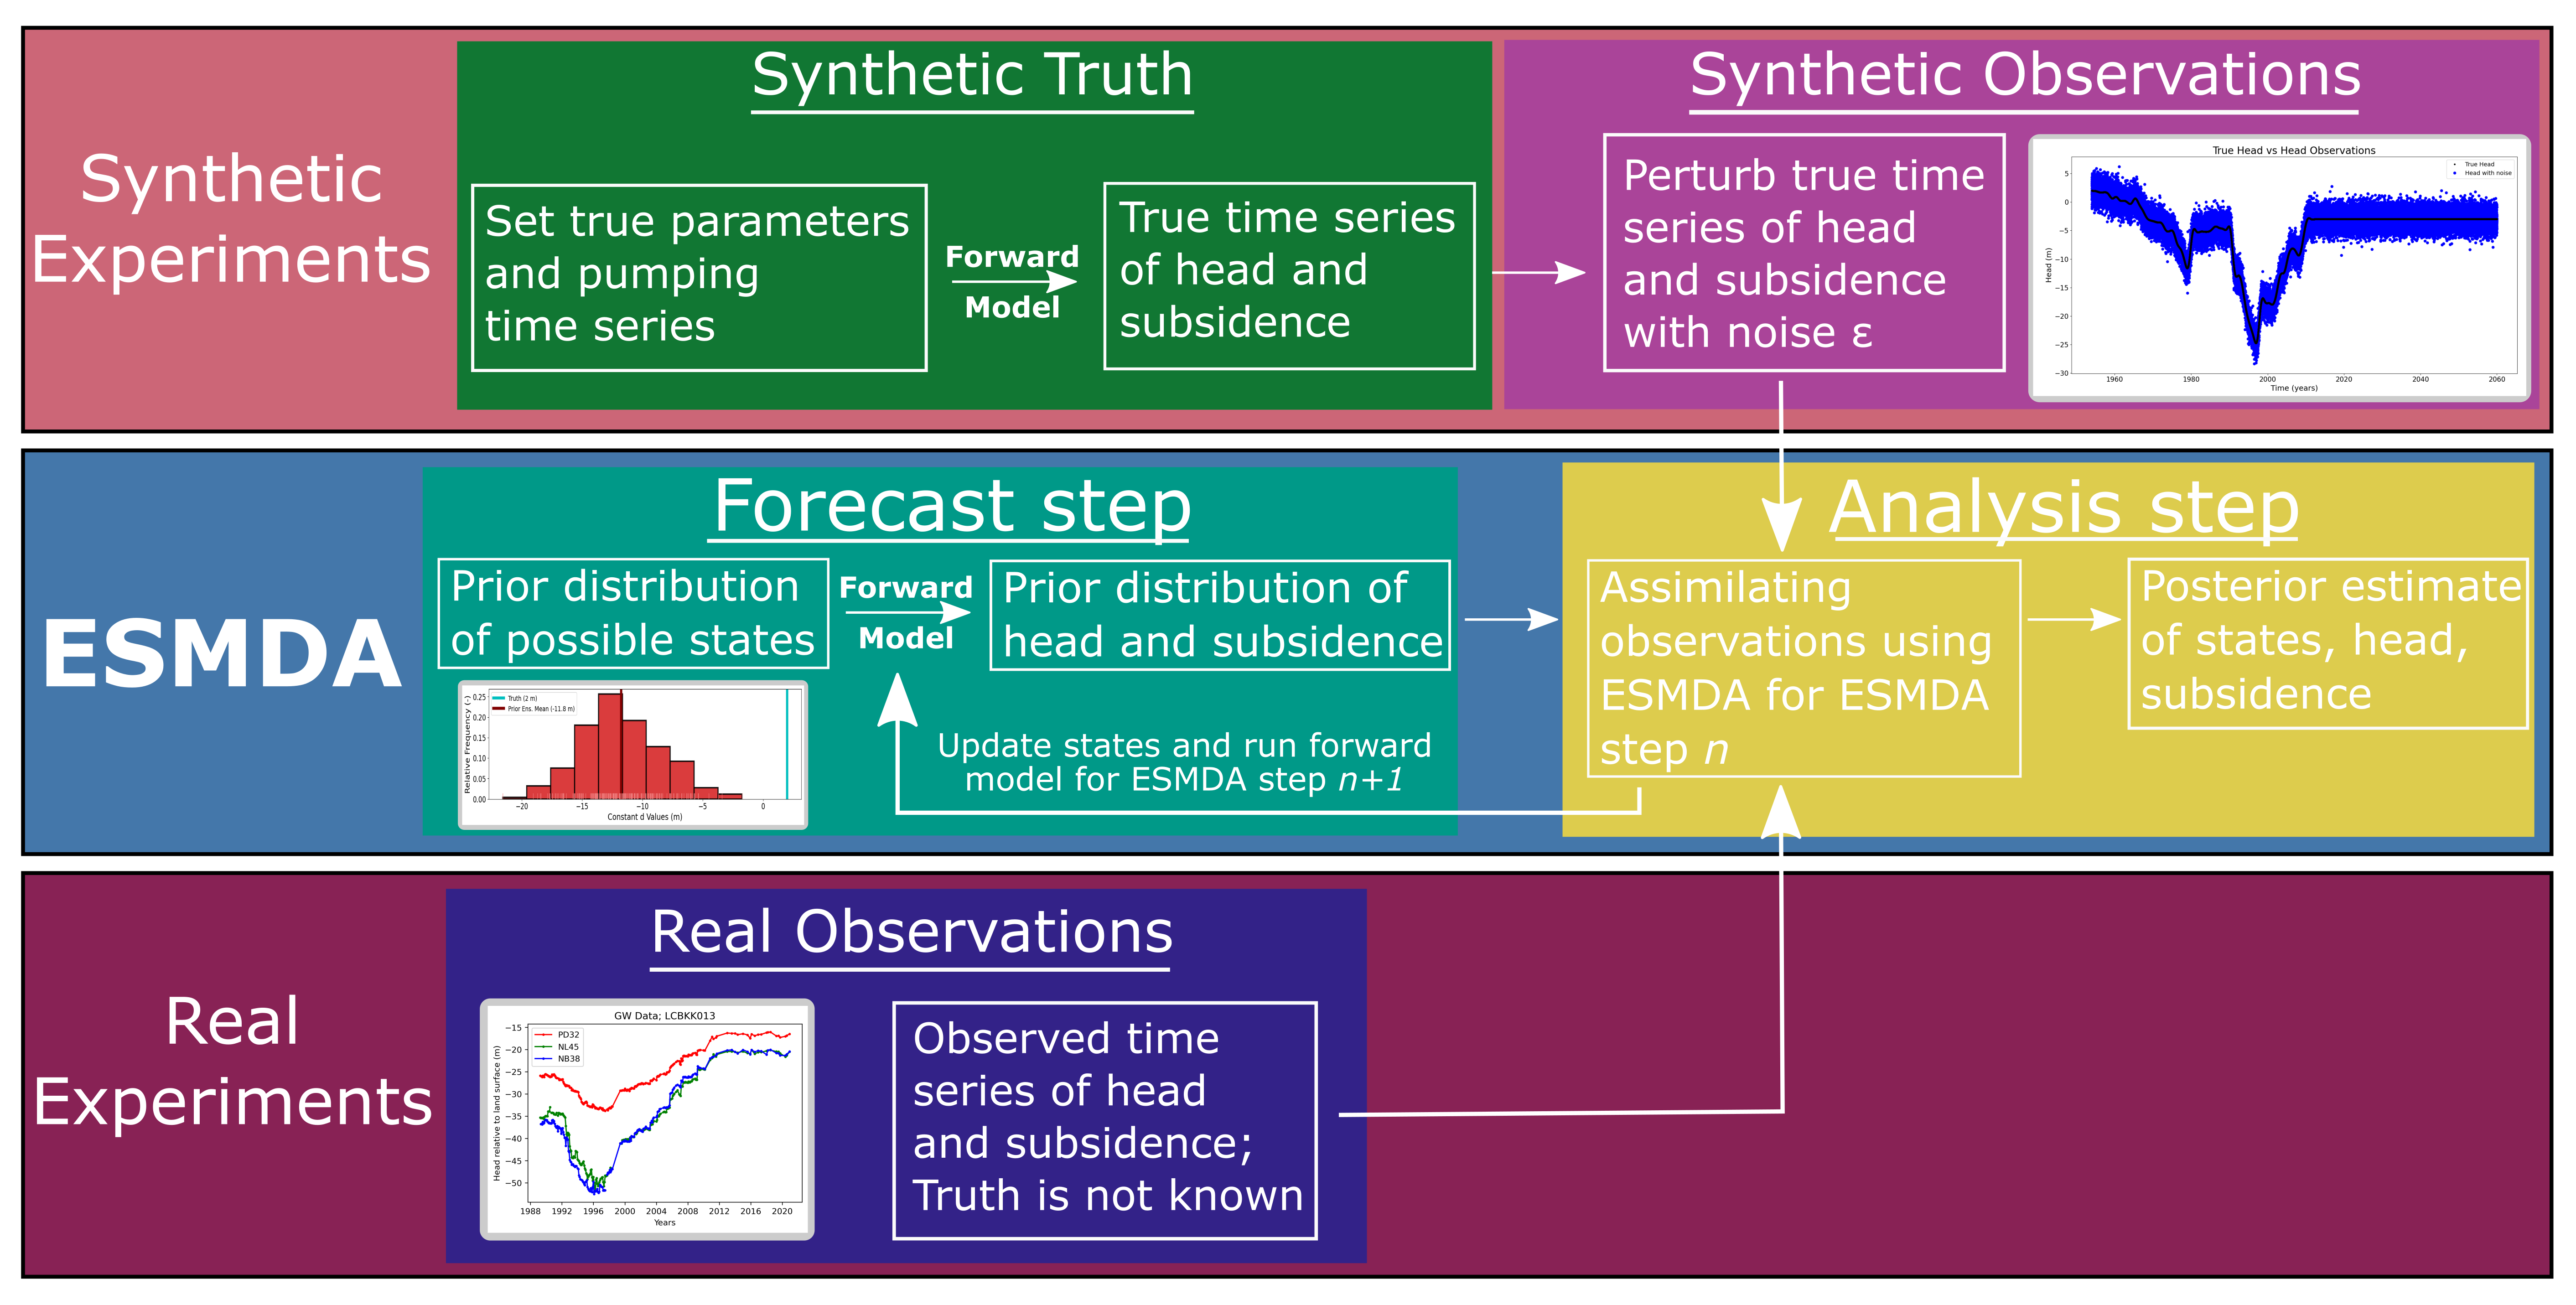 Synthetic
Experiments
Synthetic Truth
Set true parameters
and pumping
time series
Forward
Model
True time series
of head and
subsidence
Synthetic Observations
Perturb true time
series of head
and subsidence
with noise ε
True Head vs Head Observations
True Head
Head with noise
Head (m)
5
0
−5
−10
−15
−20
−25
−30
1960
1980
2000
2020
2040
2060
Time (years)
ESMDA
Forecast step
Prior distribution
of possible states
Forward
Model
Prior distribution of
head and subsidence
Truth (2 m)
Prior Ens. Mean (-11.8 m)
Relative Frequency (-)
0.25
0.20
0.15
0.10
0.05
0.00
−20
−15
−10
−5
0
Constant d Values (m)
Update states and run forward
model for ESMDA step n+1
Analysis step
Assimilating
observations using
ESMDA for ESMDA
step n
Posterior estimate
of states, head,
subsidence
Real
Experiments
Real Observations
GW Data; LCBKK013
PD32
NL45
NB38
Head relative to land surface (m)
−15
−20
−25
−30
−35
−40
−45
−50
1988
1992
1996
2000
2004
2008
2012
2016
2020
Years
Observed time
series of head
and subsidence;
Truth is not known